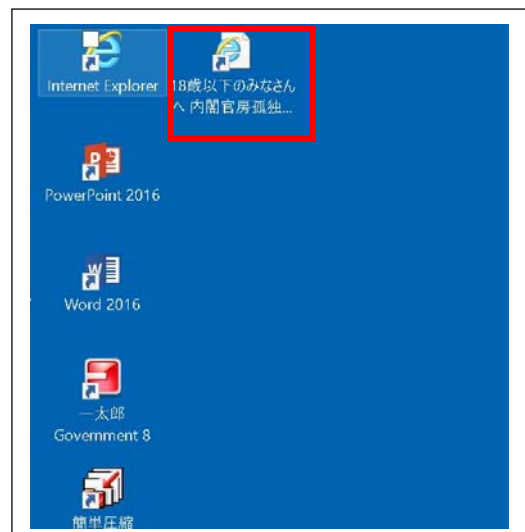 Internet Explorer
18歳以下のみなさん
へ 内閣官房孤独...
PowerPoint 2016
Word 2016
一太郎
Government 8
簡単圧縮